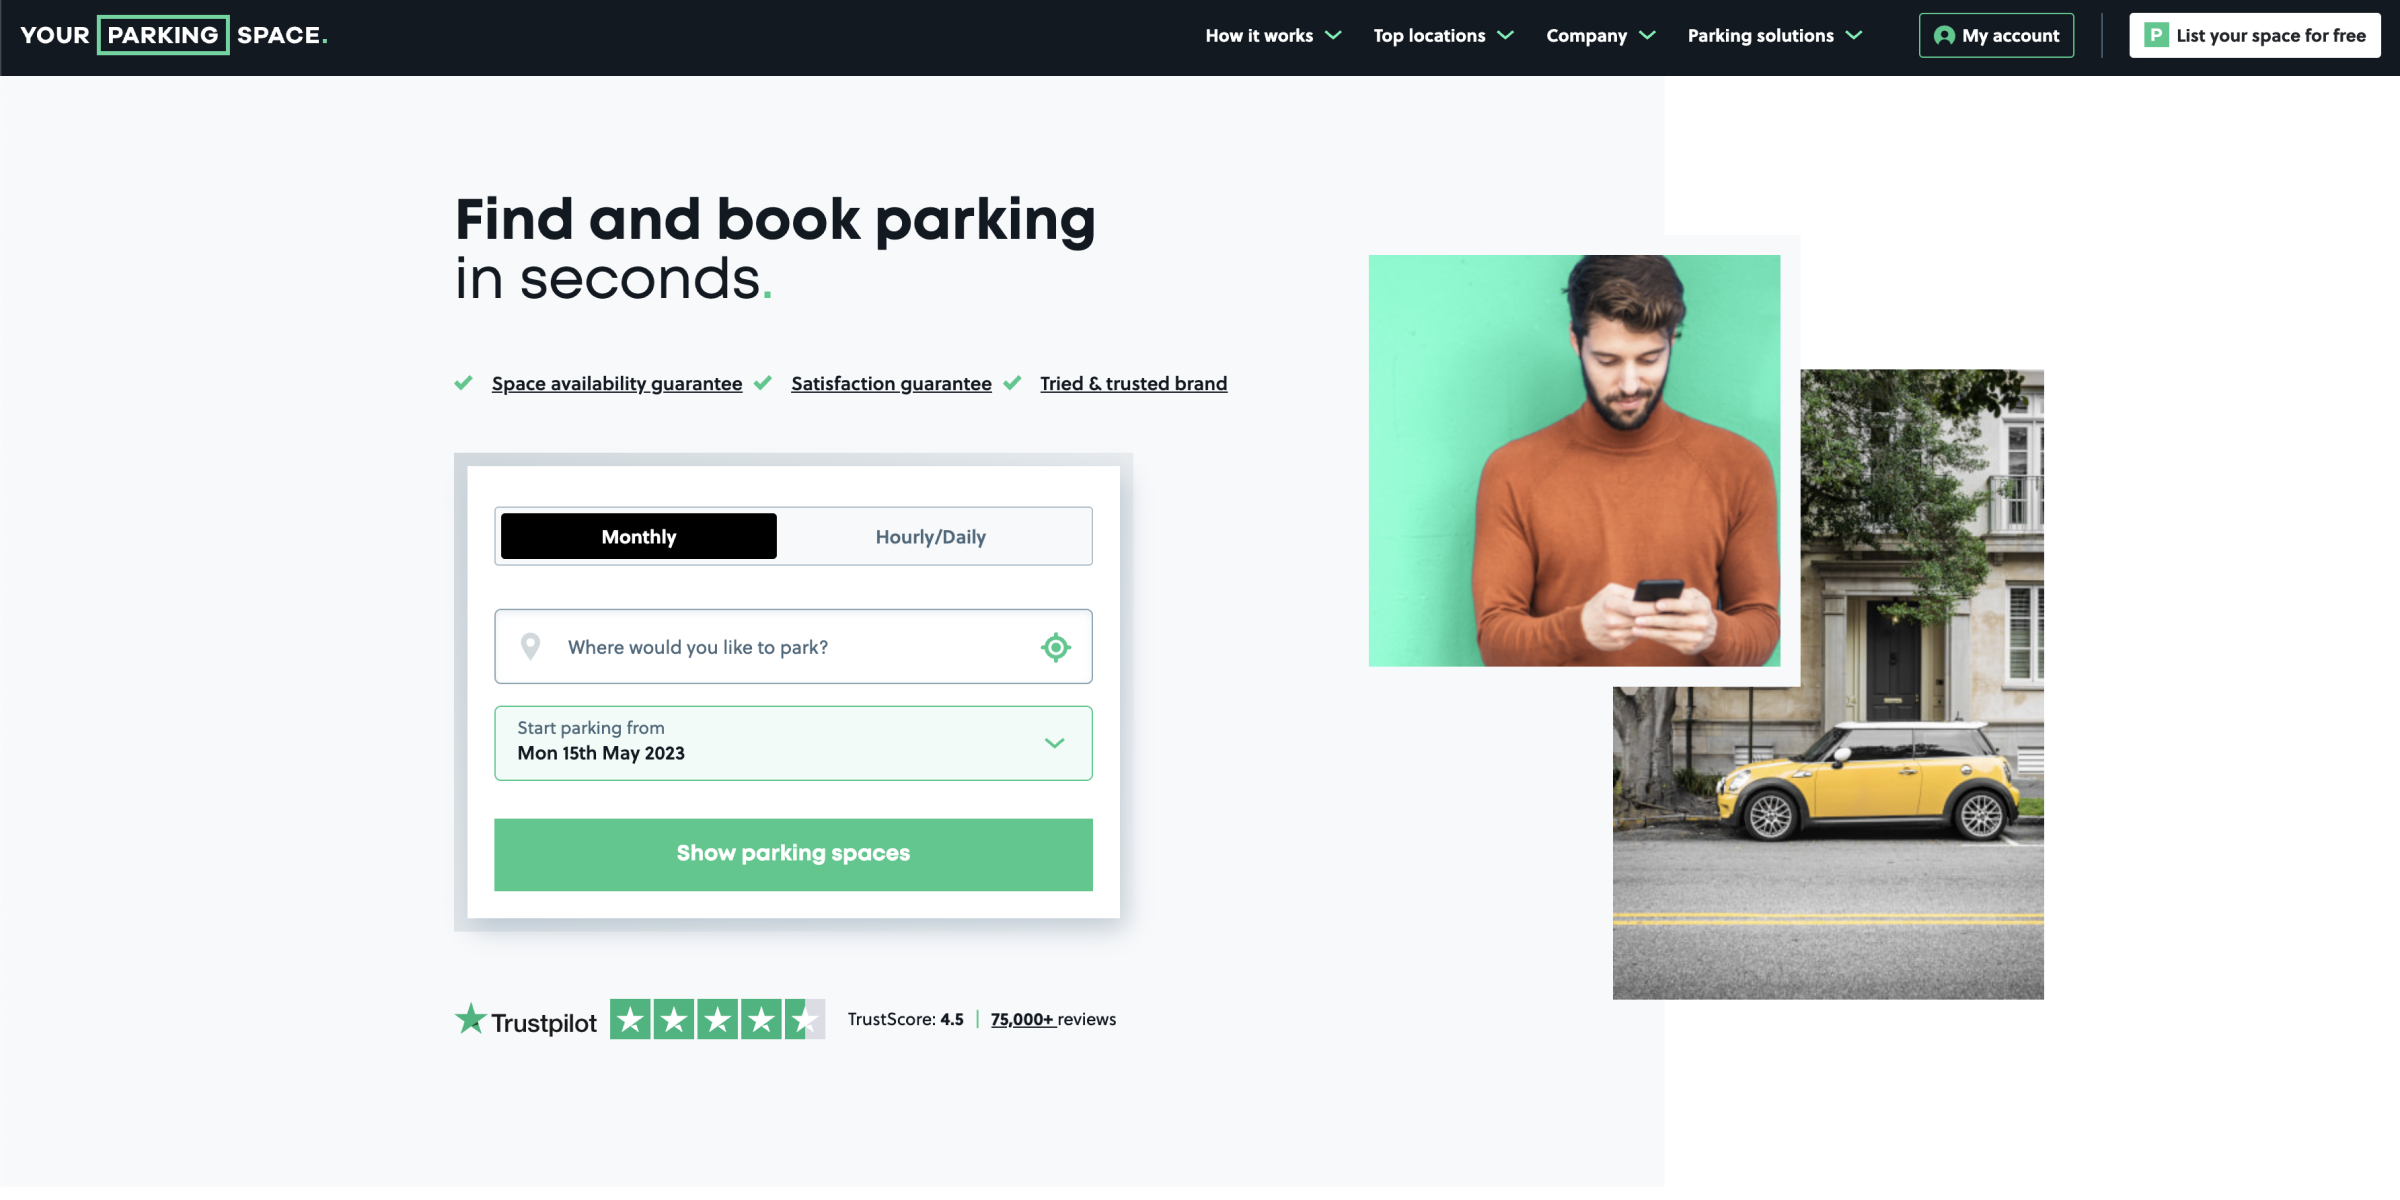 YOUR PARKING SPACE.
How it works
Top locations
Company
Parking solutions
My account
P List your space for free
Find and book parking
in seconds.
Space availability guarantee
Satisfaction guarantee
Tried & trusted brand
Monthly
Hourly/Daily
Where would you like to park?
Start parking from
Mon 15th May 2023
Show parking spaces
Trustpilot
TrustScore: 4.5 | 75,000+ reviews